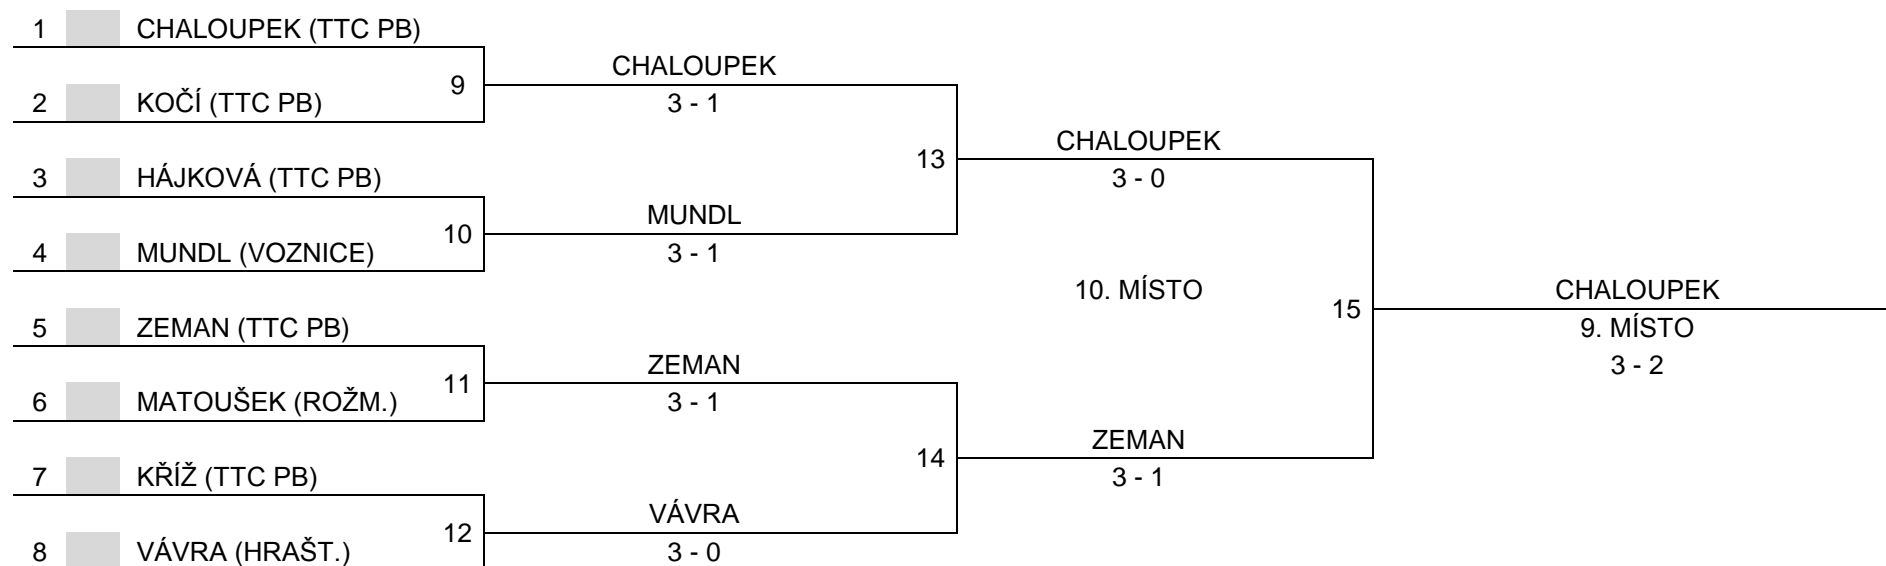 1 CHALOUPEK (TTC PB)
CHALOUPEK
9
2 KOČÍ (TTC PB)
3 - 1
CHALOUPEK
13
3 HÁJKOVÁ (TTC PB)
3 - 0
MUNDL
10
4 MUNDL (VOZNICE)
3 - 1
10. MÍSTO
CHALOUPEK
15
5 ZEMAN (TTC PB)
9. MÍSTO
ZEMAN
3 - 2
11
6 MATOUŠEK (ROŽM.)
3 - 1
ZEMAN
14
7 KŘÍŽ (TTC PB)
3 - 1
VÁVRA
12
8 VÁVRA (HRAŠT.)
3 - 0